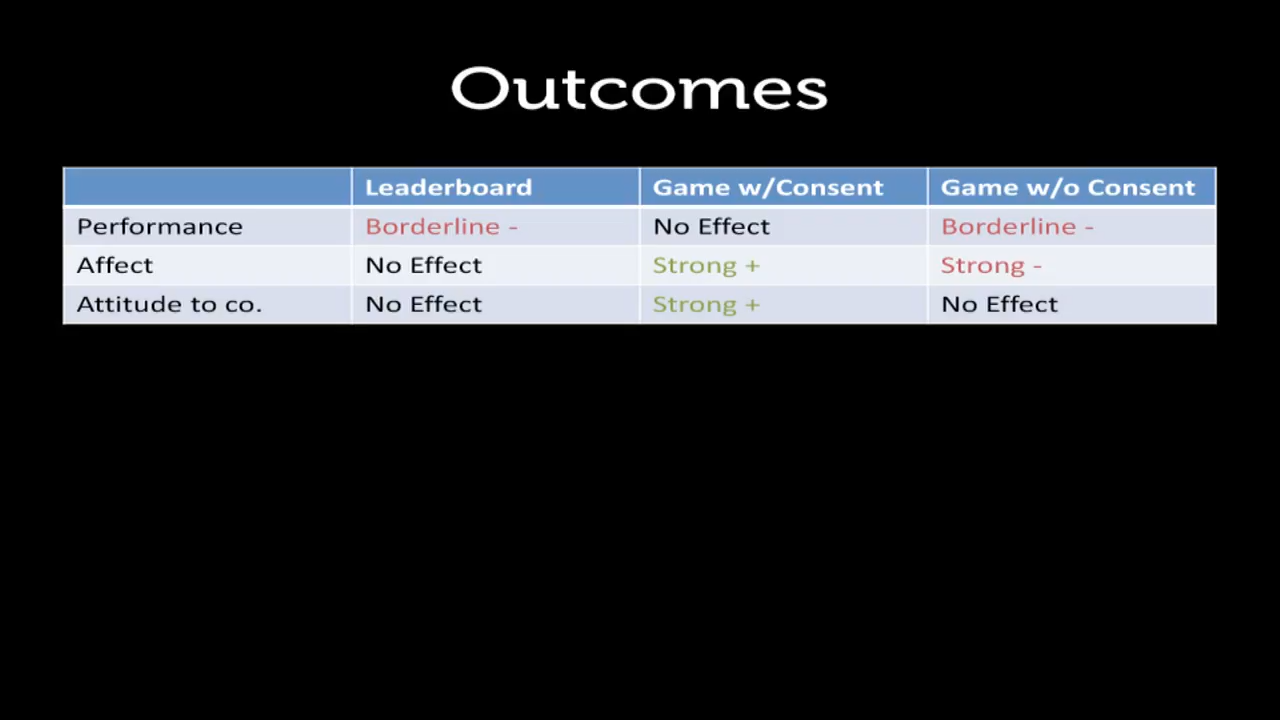 Outcomes
Leaderboard Game w/Consent Game w/o Consent
Performance Borderline - No Effect Borderline -
Affect No Effect Strong + Strong -
Attitude to co. No Effect Strong + No Effect